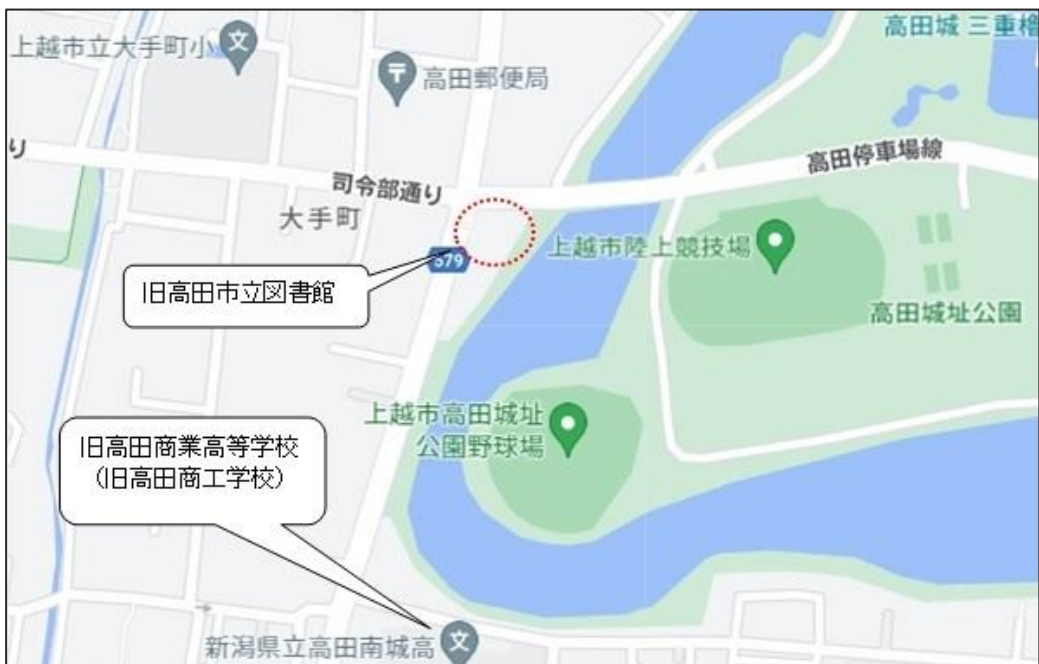 高田城 三重櫓
上越市立大手町小
高田郵便局
り
司令部通り
高田停車場線
大手町
上越市陸上競技場
579
旧高田市立図書館
高田城址公園
上越市高田城址
公園野球場
旧高田商業高等学校
(旧高田商工学校)
新潟県立高田南城高